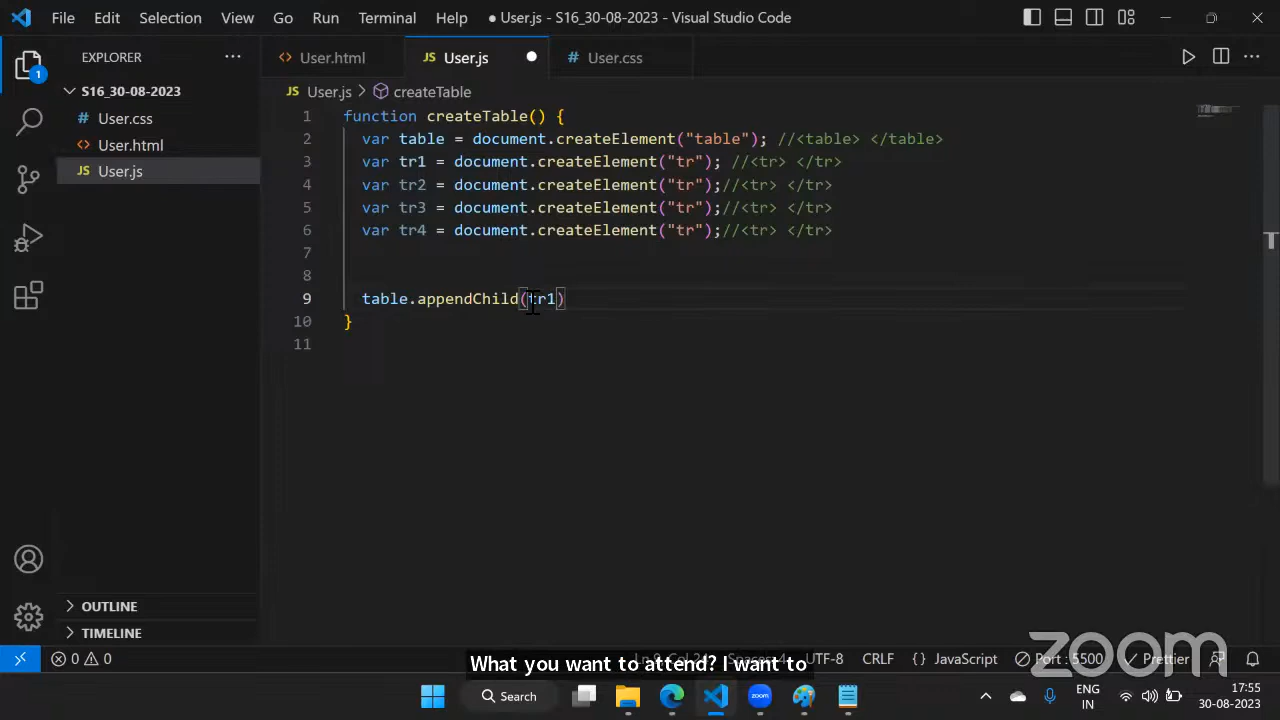 File Edit Selection View Go Run Terminal Help ● User.js - S16_30-08-2023 - Visual Studio Code
EXPLORER ...
1
S16_30-08-2023
# User.css
<> User.html
JS User.js
OUTLINE
TIMELINE
<> User.html
JS User.js ●
# User.css
JS User.js > createTable
1 function createTable() {
2 var table = document.createElement("table"); //<table> </table>
3 var tr1 = document.createElement("tr"); //<tr> </tr>
4 var tr2 = document.createElement("tr");//<tr> </tr>
5 var tr3 = document.createElement("tr");//<tr> </tr>
6 var tr4 = document.createElement("tr");//<tr> </tr>
7
8
9 table.appendChild(tr1)
10 }
11
zoom
0 0 UTF-8 CRLF {} JavaScript Port : 5500 Prettier
What you want to attend? I want to
Search ENG IN 17:55 30-08-2023